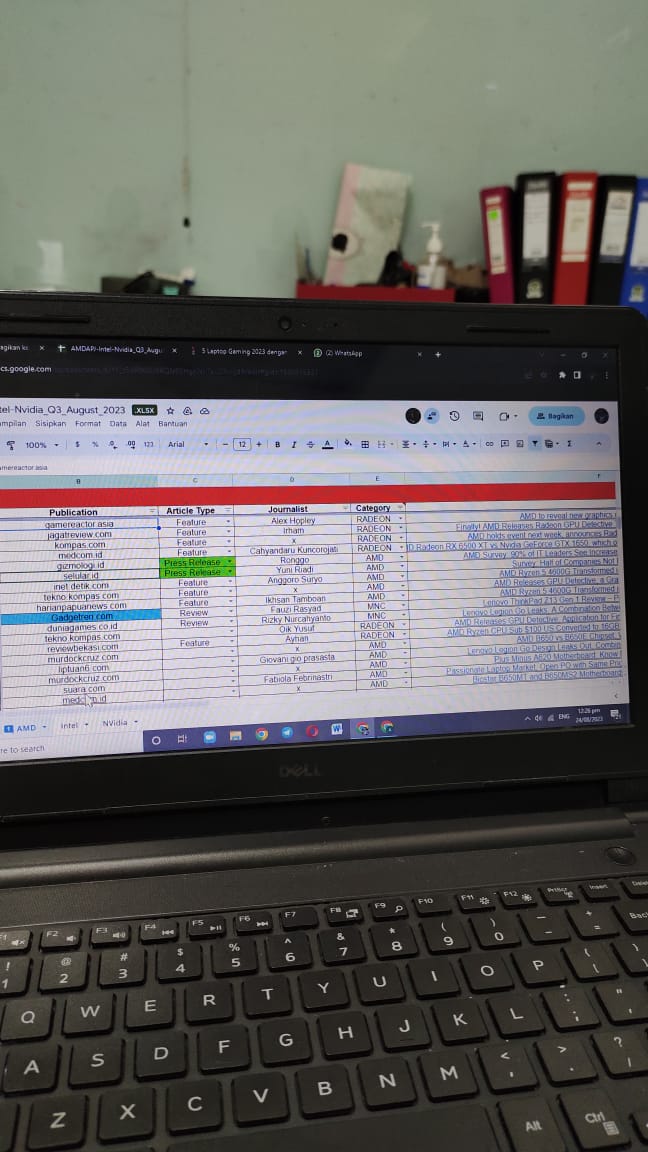 agikan k
AMDAPJ-Intel-Nvidia_Q3_Augu
5 Laptop Gaming 2023 dengan
(2) WhatsApp
cs.google.com
tel-Nvidia_Q3_August_2023 .XLSX
ampilan Sisipkan Format Data Alat Bantuan
Bagikan
100% $ % .0 .00 123 Arial - 12 + B I A
amereactor.asia
B C D E F
Publication Article Type Journalist Category
gamereactor.asia Feature Alex Hopley RADEON AMD to reveal new graphics
jagatreview.com Feature Irham RADEON Finally! AMD Releases Radeon GPU Detective
kompas.com Feature x RADEON AMD holds event next week, announces Rad
medcom.id Feature Cahyandaru Kuncorojati RADEON D Radeon RX 6500 XT vs Nvidia GeForce GTX 1650, which
gizmologi.id Press Release Ronggo AMD AMD Survey: 90% of IT Leaders See Increase
selular.id Press Release Yuni Riadi AMD Survey: Half of Companies Not
inet.detik.com Feature Anggoro Suryo AMD AMD Ryzen 5 4600G Transformed
tekno.kompas.com Feature x AMD AMD Releases GPU Detective, a Gra
harianpapuanews.com Feature Ikhsan Tamboan AMD AMD Ryzen 5 4600G Transformed
Gadgetren.com Review Fauzi Rasyad MNC Lenovo ThinkPad Z13 Gen 1 Review
duniagames.co.id Review Rizky Nurcahyanto MNC Lenovo Legion Go Leaks: A Combination Betw
tekno.kompas.com Oik Yusuf RADEON AMD Releases GPU Detective, Application for
reviewbekasi.com Feature Ayhan RADEON AMD Ryzen CPU Sub $100 US Converted to 16GB
murdockcruz.com x AMD AMD B650 vs B650E Chipset
liputan6.com Giovani gio prasasta AMD Lenovo Legion Go Design Leaks Out, Combin
murdockcruz.com x AMD Plus Minus A620 Motherboard, Know
suara.com Fabiola Febrinastri AMD Passionate Laptop Market, Open PO with Same Pric
medcom.id x AMD Biostar B650MT and B650MS2 Motherboard
AMD Intel NVidia
re to search
ENG
12:26 pm
24/08/2023
DELL
F1 F2 F3 F4 F5 F6 F7 F8 F9 F10 F11 F12 PrtScr Insert Delete
! @ # $ % ^ & * ( ) _ +
1 2 3 4 5 6 7 8 9 0 - = Bac
Q W E R T Y U I O P { [
A S D F G H J K L : ; " '
Z X C V B N M < , > . ? /
Alt Ctrl